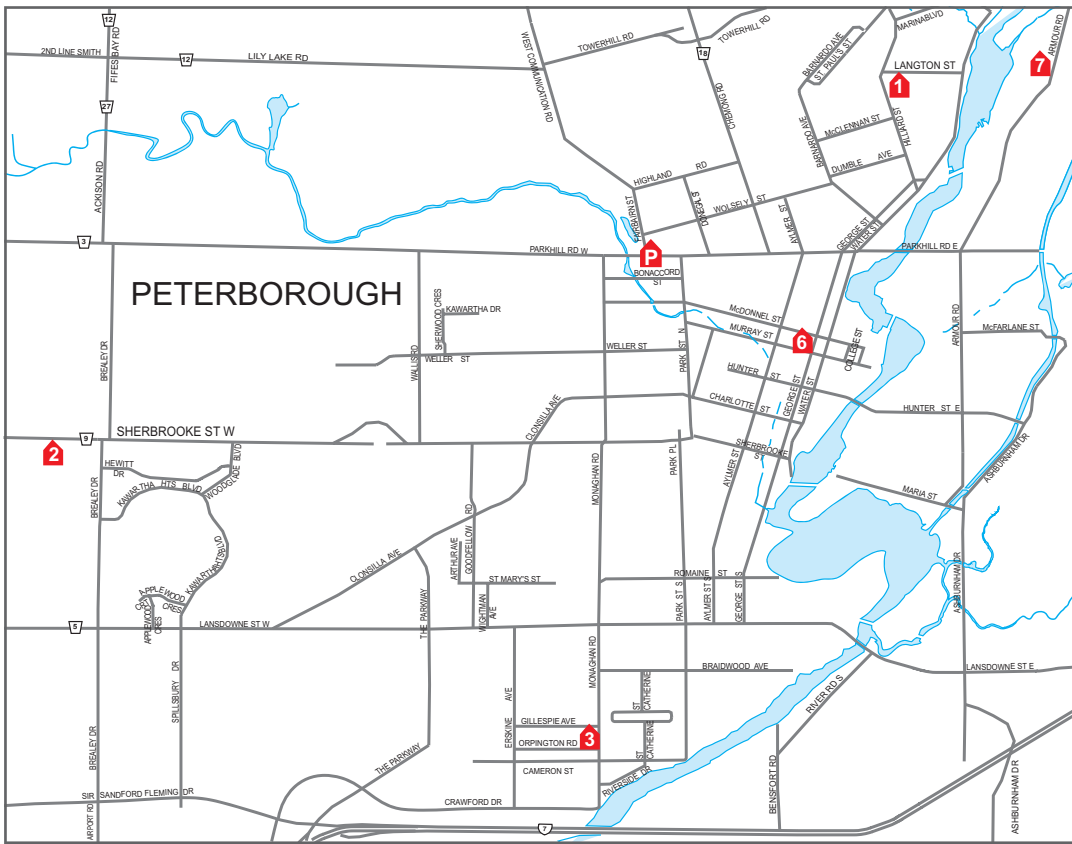 12
2ND LINE SMITH
FIFES BAY RD
12
LILY LAKE RD
WEST COMMUNICATION RD
TOWERHILL RD
TOWERHILL RD
18
CHEMONG RD
BARNARDO AVE
ST. PAULS ST
MARINABLVD
LANGTON ST
1
ARMOUR RD
7
27
ACKISON RD
McCLENNAN ST
HILLIARD ST
BARNARDO AVE
DUMBLE AVE
HIGHLAND RD
FAIRBAIRN ST
WOLSELY ST
AYLMER ST
GEORGE ST
WATER ST
3
PARKHILL RD W
P
PARKHILL RD E
BONACCORD
ST
PETERBOROUGH
SHERWOOD CRES
KAWARTHA DR
McDONNEL ST
MURRAY ST
6
COLLEGE ST
ARMOUR RD
McFARLANE ST
BREALEY DR
WALLIS RD
WELLER ST
WELLER ST
PARK ST N
HUNTER ST
GEORGE ST
WATER ST
CHARLOTTE ST
HUNTER ST E
CLONSILLA AVE
9
SHERBROOKE ST W
2
SHERBROOKE
ST
AYLMER ST
PARK PL
MONAGHAN RD
ASHBURNHAM DR
HEWITT
DR
WOODGLADE BLVD
KAWAR-THA HTS BLVD
BREALEY DR
MARIA ST
GOODFELLOW RD
ARTHUR AVE
CLONSILLA AVE
KAWARTHA HTSBLVD
ST MARY'S ST
WIGHTMAN
AVE
ROMAINE ST
PARK ST S
AYLMER ST S
GEORGE ST S
ASHBURNHAM DR
APPLEWOOD
CRES
CRT
APPLEWOOD
CRES
5
LANSDOWNE ST W
THE PARKWAY
MONAGHAN RD
BRAIDWOOD AVE
LANSDOWNE ST E
SPILLSBURY DR
ERSKINE AVE
GILLESPIE AVE
ORPINGTON RD
3
ST
CATHERINE
ST
CATHERINE
RIVER RD S
BREALEY DR
THE PARKWAY
CAMERON ST
RIVERSIDE DR
BENSFORT RD
ASHBURNHAM DR
SIR SANDFORD FLEMING DR
CRAWFORD DR
AIRPORT RD
7